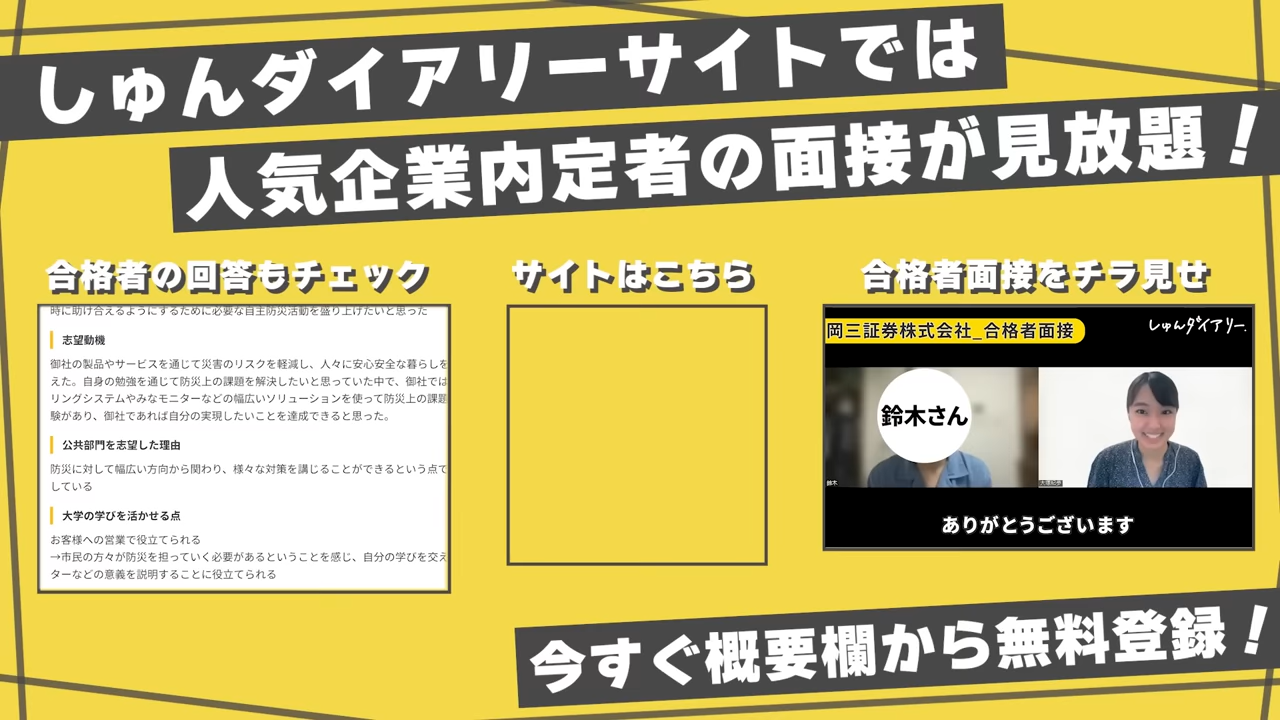 しゅんダイアリーサイトでは
人気企業内定者の面接が見放題！
合格者の回答もチェック
時に助け合えるようにするために必要な自主防災活動を盛り上げたいと思った
志望動機
御社の製品やサービスを通じて災害のリスクを軽減し、人々に安心安全な暮らしを
えた。自身の勉強を通じて防災上の課題を解決したいと思っていた中で、御社では
リングシステムやみなモニターなどの幅広いソリューションを使って防災上の課題
験があり、御社であれば自分の実現したいことを達成できると思った。
公共部門を志望した理由
防災に対して幅広い方向から関わり、様々な対策を講じることができるという点で
している
大学の学びを活かせる点
お客様への営業で役立てられる
→市民の方々が防災を担っていく必要があるということを感じ、自分の学びを交え
ターなどの意義を説明することに役立てられる
サイトはこちら
合格者面接をチラ見せ
岡三証券株式会社_合格者面接
しゅんダイアリー.
鈴木さん
鈴木
ありがとうございます
今すぐ概要欄から無料登録！